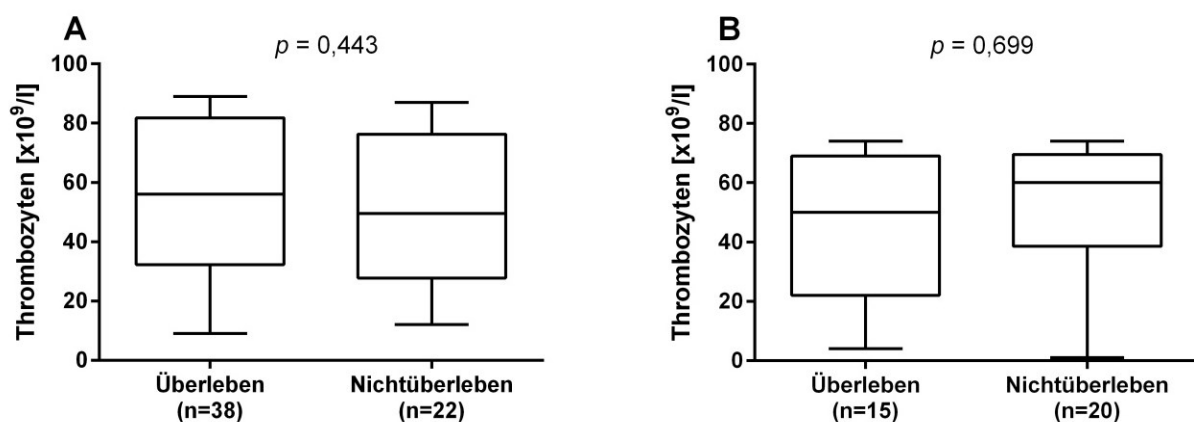 A
p = 0,443
Thrombozyten [x10⁹/l]
100
80
60
40
20
0
Überleben
(n=38)
Nichtüberleben
(n=22)
B
p = 0,699
Thrombozyten [x10⁹/l]
100
80
60
40
20
0
Überleben
(n=15)
Nichtüberleben
(n=20)